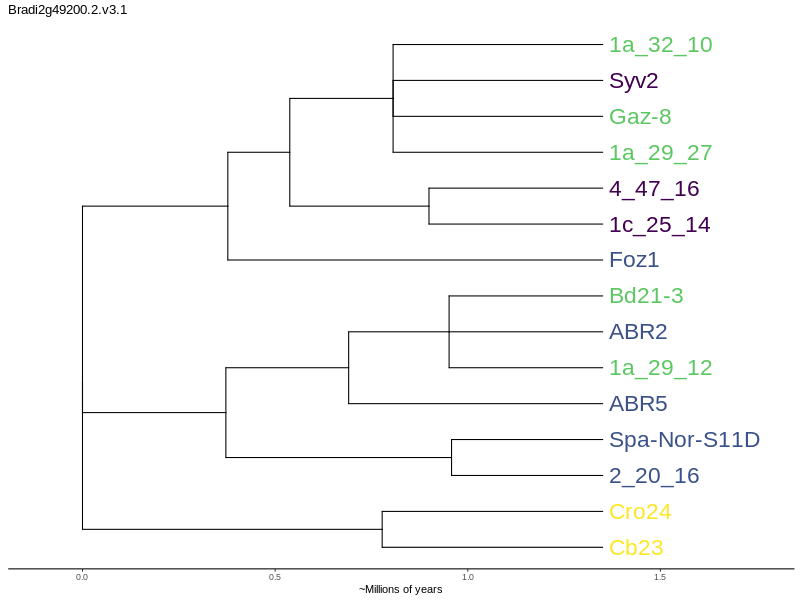 Bradi2g49200.2.v3.1
1a_32_10
Syv2
Gaz-8
1a_29_27
4_47_16
1c_25_14
Foz1
Bd21-3
ABR2
1a_29_12
ABR5
Spa-Nor-S11D
2_20_16
Cro24
Cb23
0.0 0.5 1.0 1.5
~Millions of years